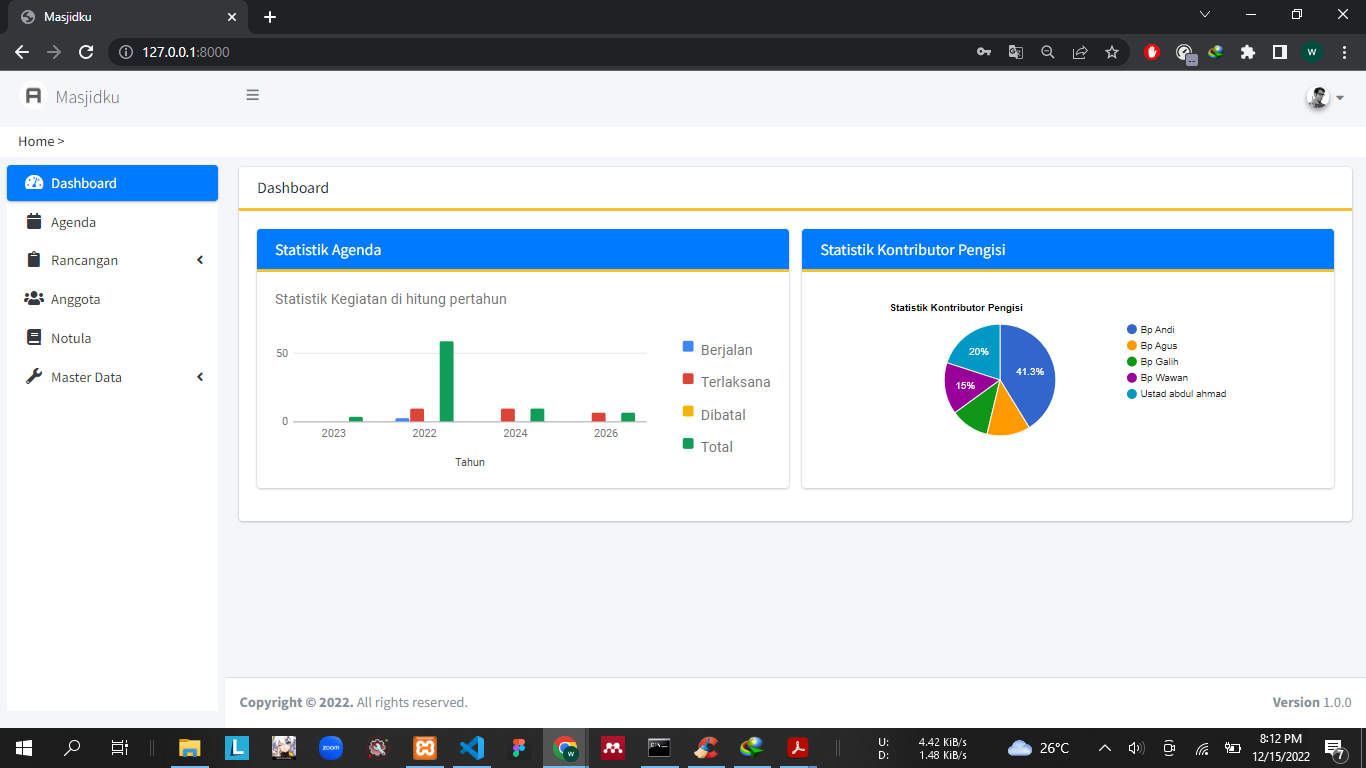 Masjidku
127.0.0.1:8000
W
Masjidku
Home >
Dashboard
Agenda
Rancangan
Anggota
Notula
Master Data
Dashboard
Statistik Agenda
Statistik Kegiatan di hitung pertahun
50
0
2023
2022
2024
2026
Tahun
Berjalan
Terlaksana
Dibatal
Total
Statistik Kontributor Pengisi
Statistik Kontributor Pengisi
20%
41.3%
15%
Bp Andi
Bp Agus
Bp Galih
Bp Wawan
Ustad abdul ahmad
Copyright © 2022. All rights reserved.
Version 1.0.0
L
zoom
W
U: 4.42 KiB/s
D: 1.48 KiB/s
26°C
8:12 PM
12/15/2022
7